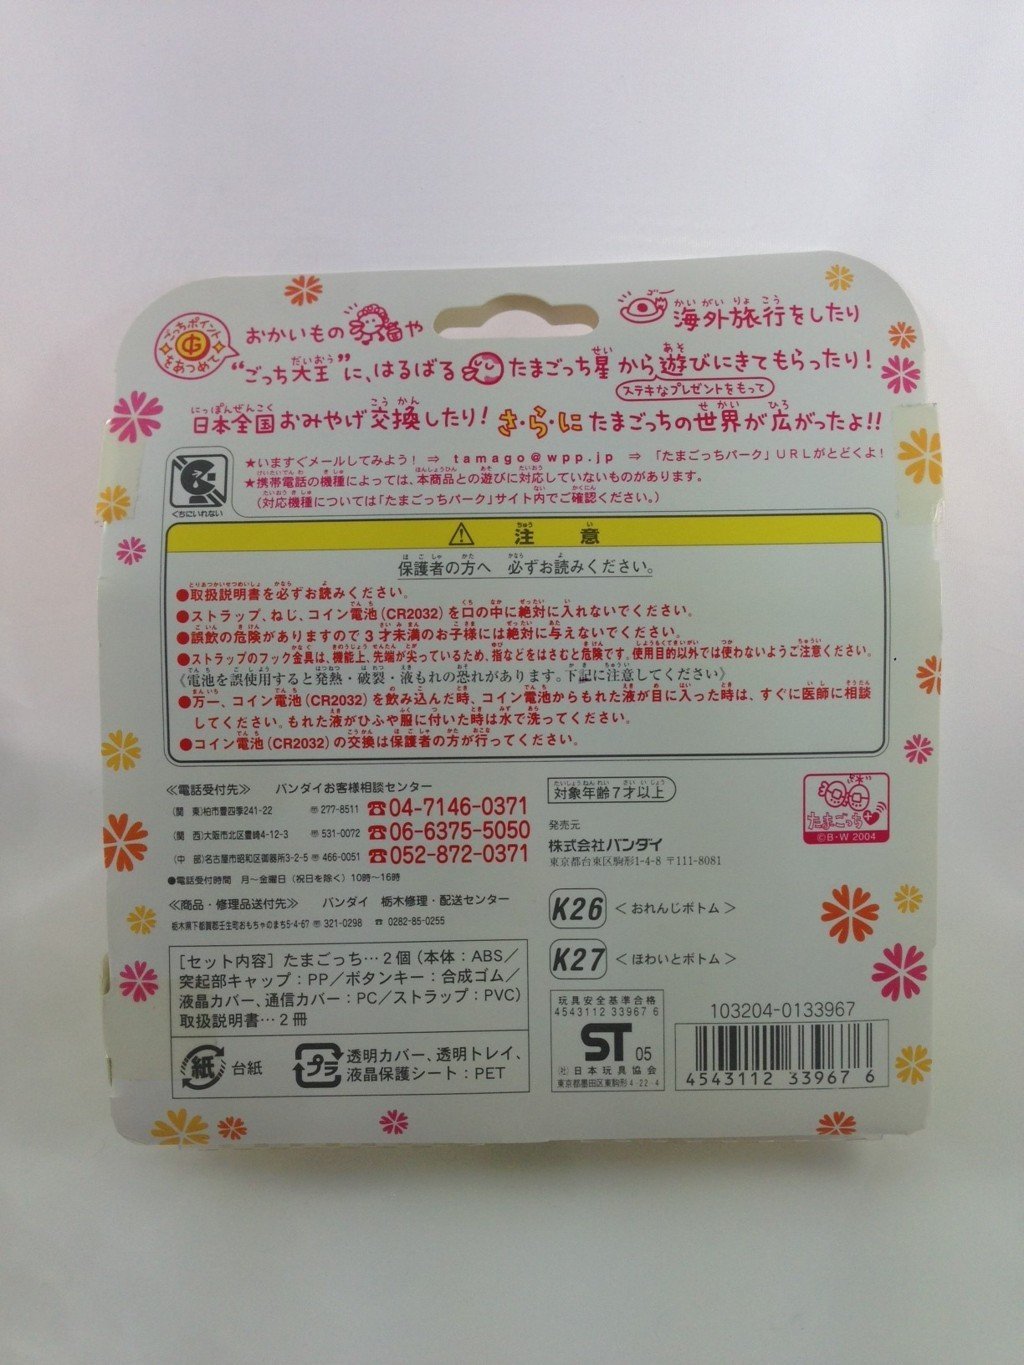 ごっちポイント
G
をあつめて
おかいもの
や
海外旅行をしたり
"ごっち大王"に、はるばる たまごっち星 から遊びにきてもらったり!
ステキなプレゼントをもって
日本全国おみやげ交換したり! さ・ら・に たまごっちの世界が広がったよ!!
くちにいれない
★いますぐメールしてみよう! ⇒ tamago@wpp.jp ⇒ 「たまごっちパーク」URLがとどくよ!
★携帯電話の機種によっては、本商品との遊びに対応していないものがあります。
(対応機種については「たまごっちパーク」サイト内でご確認ください。)
⚠ 注意
保護者の方へ 必ずお読みください。
●取扱説明書を必ずお読みください。
●ストラップ、ねじ、コイン電池(CR2032)を口の中に絶対に入れないでください。
●誤飲の危険がありますので3才未満のお子様には絶対に与えないでください。
●ストラップのフック金具は、機能上、先端が尖っているため、指などをはさむと危険です。使用目的以外では使わないようご注意ください。
《電池を誤使用すると発熱・破裂・液もれの恐れがあります。下記に注意してください》
●万一、コイン電池(CR2032)を飲み込んだ時、コイン電池からもれた液が目に入った時は、すぐに医師に相談
してください。もれた液がひふや服に付いた時は水で洗ってください。
●コイン電池(CR2032)の交換は保護者の方が行ってください。
≪電話受付先≫ バンダイお客様相談センター
(関 東)柏市豊四季241-22 〒277-8511 ☎04-7146-0371
(関 西)大阪市北区豊崎4-12-3 〒531-0072 ☎06-6375-5050
(中 部)名古屋市昭和区御器所3-2-5 〒466-0051 ☎052-872-0371
●電話受付時間 月〜金曜日(祝日を除く)10時〜16時
≪商品・修理品送付先≫ バンダイ 栃木修理・配送センター
栃木県下都賀郡壬生町おもちゃのまち5-4-67 〒321-0298 ☎ 0282-85-0255
対象年齢7才以上
発売元
株式会社バンダイ
東京都台東区駒形1-4-8 〒111-8081
たまごっち
©B・W 2004
K26 <おれんじボトム>
K27 <ほわいとボトム>
[セット内容]たまごっち…2個(本体:ABS/
突起部キャップ:PP/ボタンキー:合成ゴム/
液晶カバー、通信カバー:PC/ストラップ:PVC)
取扱説明書…2冊
紙 台紙
プラ 透明カバー、透明トレイ、
液晶保護シート:PET
玩具安全基準合格
4543112 33967 6
ST 05
(社)日本玩具協会
東京都墨田区東駒形4-22-4
103204-0133967
4543112 33967 6